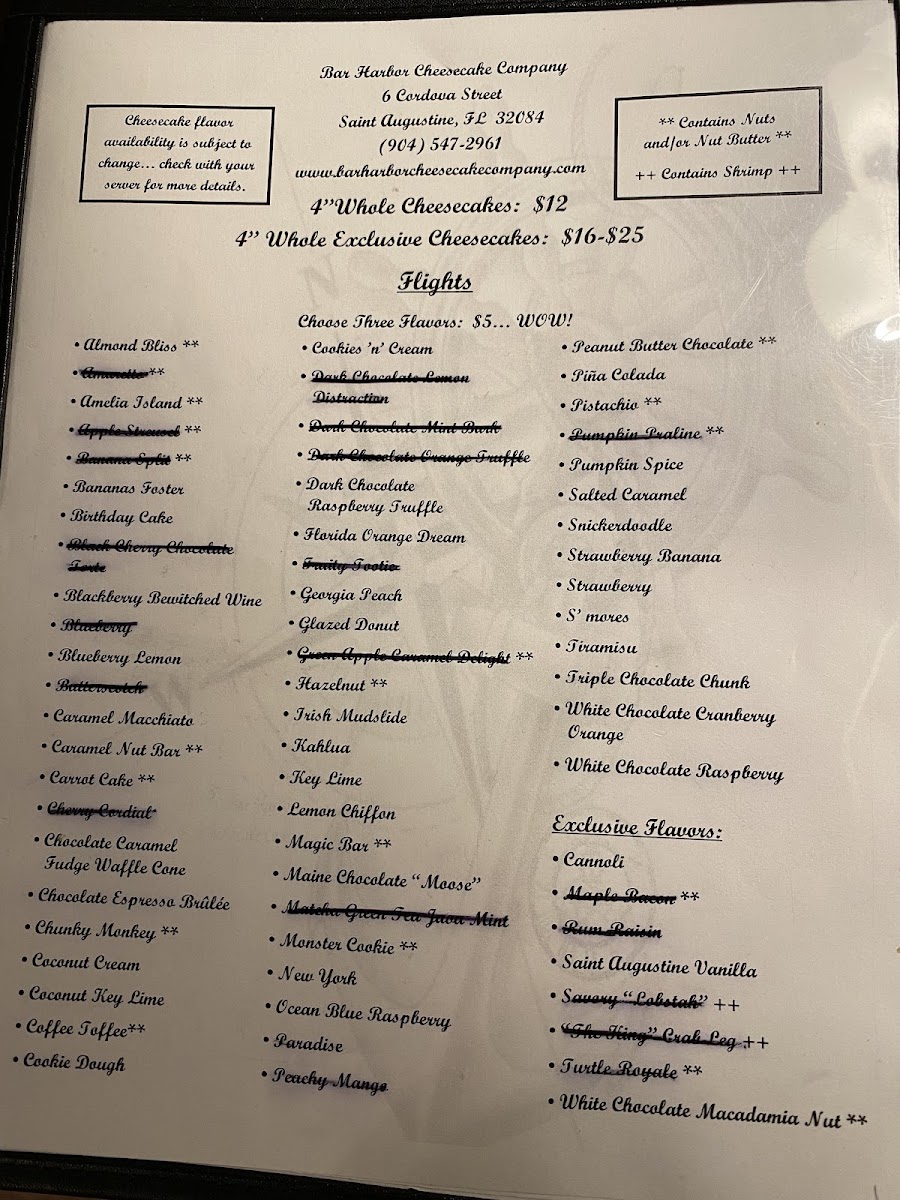 Bar Harbor Cheesecake Company
6 Cordova Street
Saint Augustine, FL 32084
(904) 547-2961
www.barharborcheesecakecompany.com
Cheesecake flavor
availability is subject to
change... check with your
server for more details.
** Contains Nuts
and/or Nut Butter **
++ Contains Shrimp ++
4" Whole Cheesecakes: $12
4" Whole Exclusive Cheesecakes: $16-$25
Flights
Choose Three Flavors: $5... WOW!
• Almond Bliss **
• Amaretto **
• Amelia Island **
• Apple Streusel **
• Banana Split **
• Bananas Foster
• Birthday Cake
• Black Cherry Chocolate
Torte
• Blackberry Bewitched Wine
• Blueberry
• Blueberry Lemon
• Butterscotch
• Caramel Macchiato
• Caramel Nut Bar **
• Carrot Cake **
• Cherry Cordial
• Chocolate Caramel
Fudge Waffle Cone
• Chocolate Espresso Brûlée
• Chunky Monkey **
• Coconut Cream
• Coconut Key Lime
• Coffee Toffee**
• Cookie Dough
• Cookies 'n' Cream
• Dark Chocolate Lemon
Distraction
• Dark Chocolate Mint Bark
• Dark Chocolate Orange Truffle
• Dark Chocolate
Raspberry Truffle
• Florida Orange Dream
• Fruity Tootie
• Georgia Peach
• Glazed Donut
• Green Apple Caramel Delight **
• Hazelnut **
• Irish Mudslide
• Kahlua
• Key Lime
• Lemon Chiffon
• Magic Bar **
• Maine Chocolate "Moose"
• Matcha Green Tea Java Mint
• Monster Cookie **
• New York
• Ocean Blue Raspberry
• Paradise
• Peachy Mango
• Peanut Butter Chocolate **
• Piña Colada
• Pistachio **
• Pumpkin Praline **
• Pumpkin Spice
• Salted Caramel
• Snickerdoodle
• Strawberry Banana
• Strawberry
• S' mores
• Tiramisu
• Triple Chocolate Chunk
• White Chocolate Cranberry
Orange
• White Chocolate Raspberry
Exclusive Flavors:
• Cannoli
• Maple Bacon **
• Rum Raisin
• Saint Augustine Vanilla
• Savory "Lobstah" ++
• "The King" Crab Leg ++
• Turtle Royale **
• White Chocolate Macadamia Nut **